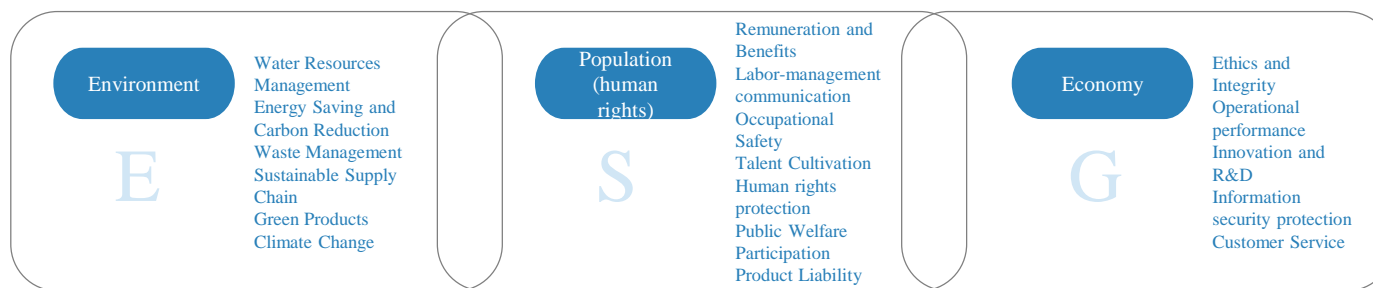 Environment
E
Water Resources
Management
Energy Saving and
Carbon Reduction
Waste Management
Sustainable Supply
Chain
Green Products
Climate Change
Population
(human
rights)
S
Remuneration and
Benefits
Labor-management
communication
Occupational
Safety
Talent Cultivation
Human rights
protection
Public Welfare
Participation
Product Liability
Economy
G
Ethics and
Integrity
Operational
performance
Innovation and
R&D
Information
security protection
Customer Service